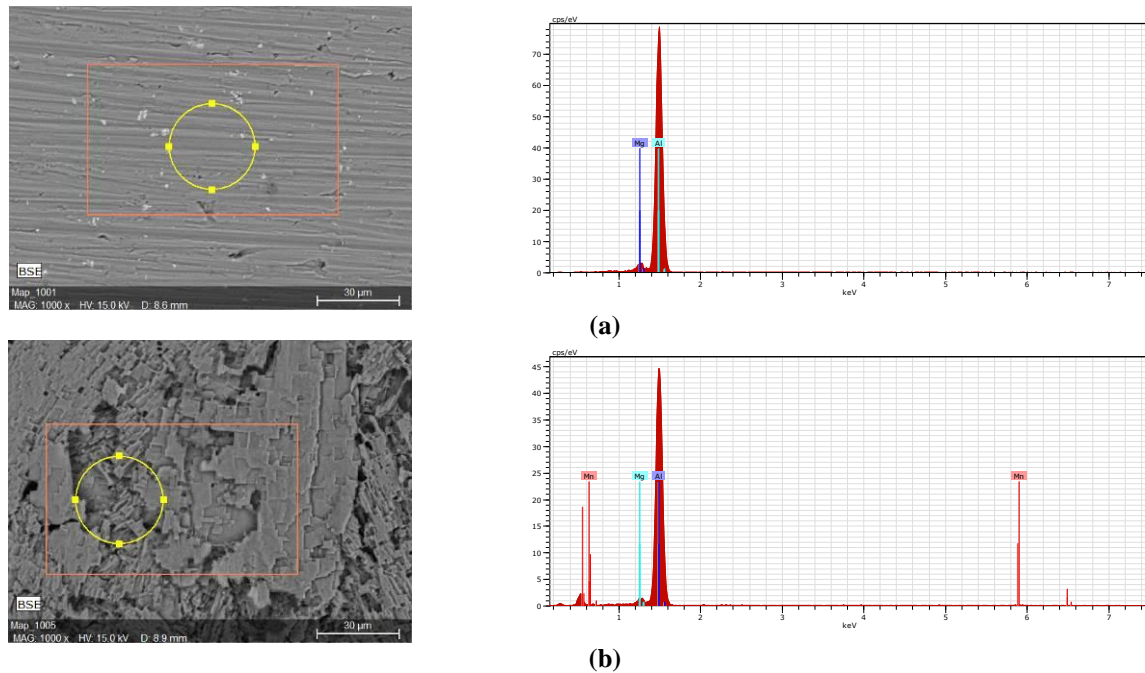 BSE
Map_1001
MAG: 1000 x HV: 15.0 kV D: 8.6 mm
30 µm
cps/eV
70
60
50
40
30
20
10
0
Mg Al
1 2 3 4 5 6 7
keV
(a)
BSE
Map_1005
MAG: 1000 x HV: 15.0 kV D: 8.9 mm
30 µm
cps/eV
45
40
35
30
25
20
15
10
5
0
Mn Mg Al Mn
1 2 3 4 5 6 7
keV
(b)